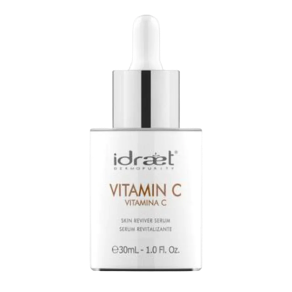 idraet
DERMOPURITY
VITAMIN C
VITAMINA C
SKIN REVIVER SERUM
SERUM REVITALIZANTE
℮30mL - 1.0 Fl. Oz.